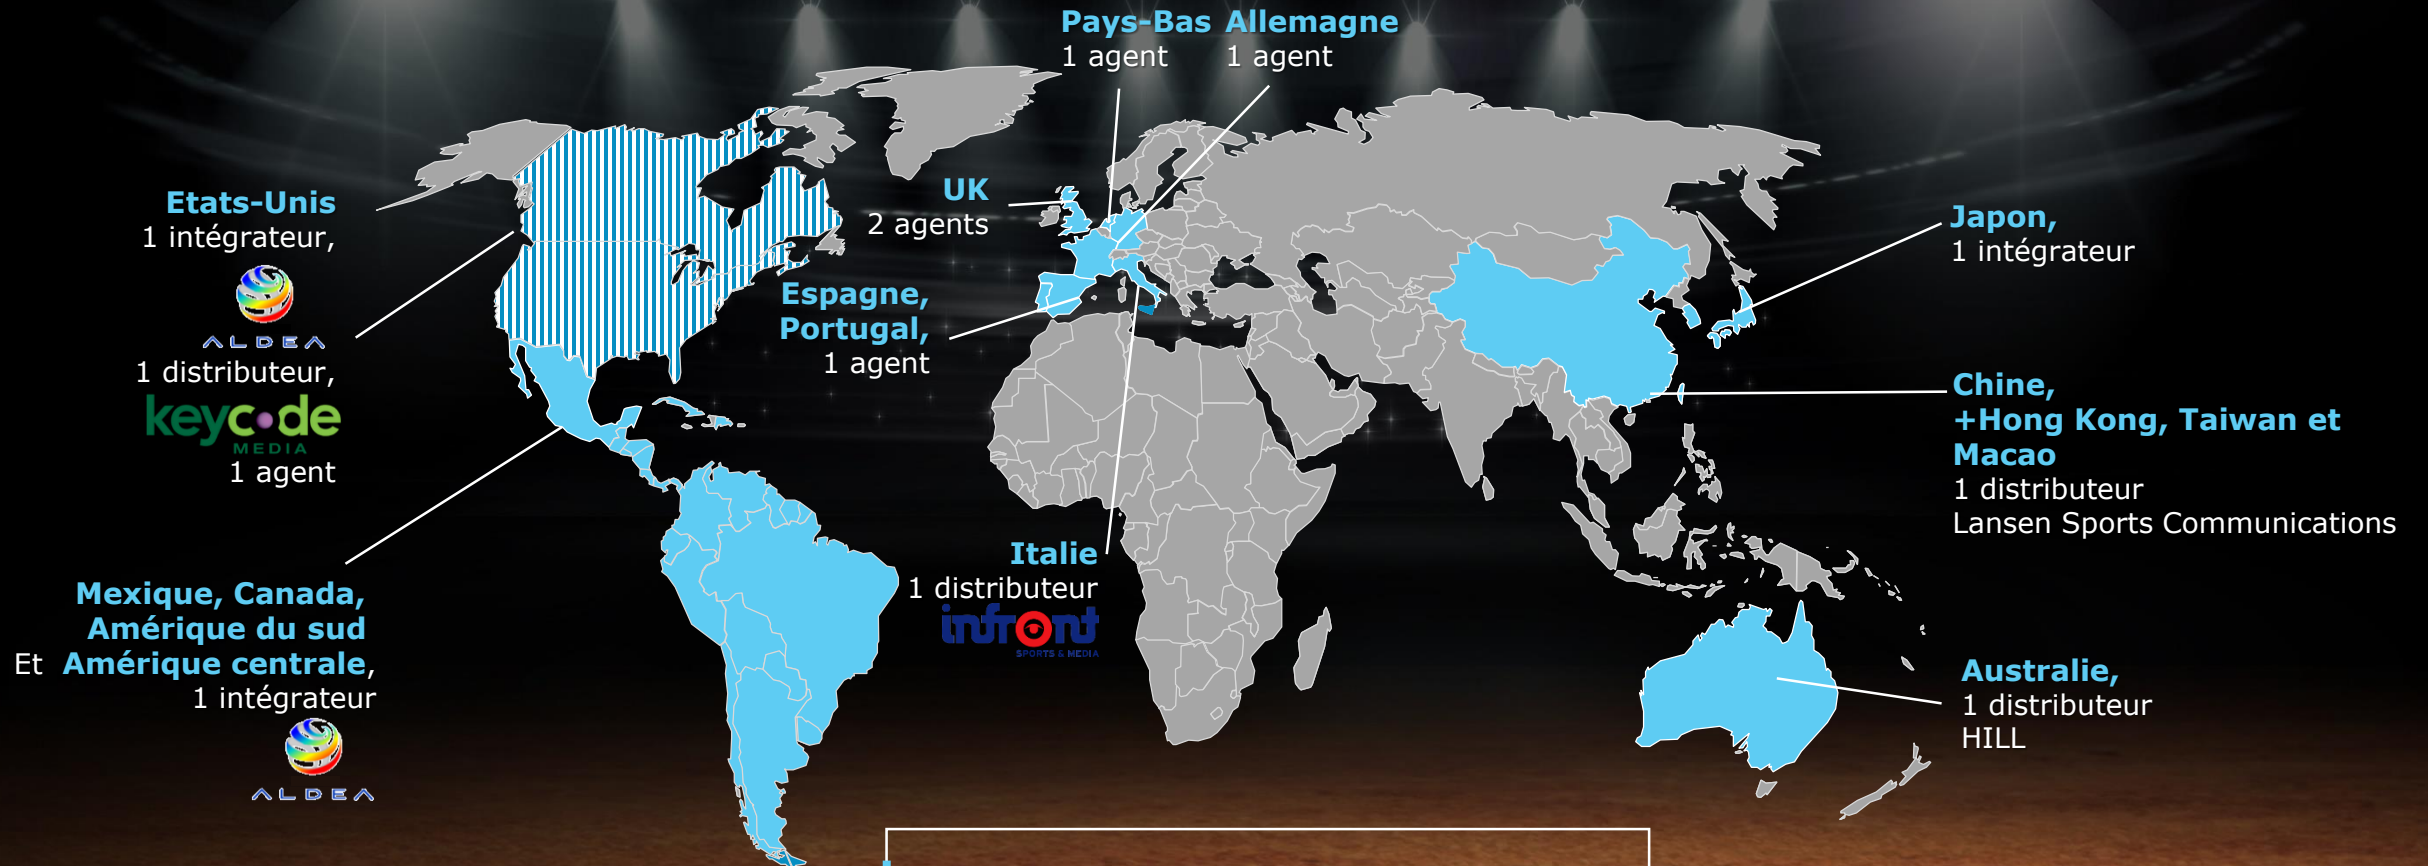 Pays-Bas Allemagne
1 agent 1 agent
Etats-Unis
1 intégrateur,
ALDEA
1 distributeur,
keycode
MEDIA
1 agent
UK
2 agents
Espagne,
Portugal,
1 agent
Japon,
1 intégrateur
Chine,
+Hong Kong, Taiwan et
Macao
1 distributeur
Lansen Sports Communications
Italie
1 distributeur
infront
SPORTS & MEDIA
Mexique, Canada,
Amérique du sud
Et Amérique centrale,
1 intégrateur
ALDEA
Australie,
1 distributeur
HILL